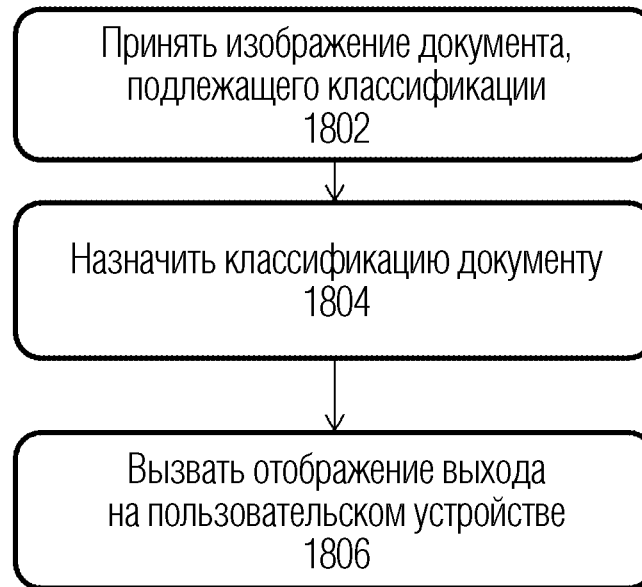 Принять изображение документа,
подлежащего классификации
1802
Назначить классификацию документу
1804
Вызвать отображение выхода
на пользовательском устройстве
1806